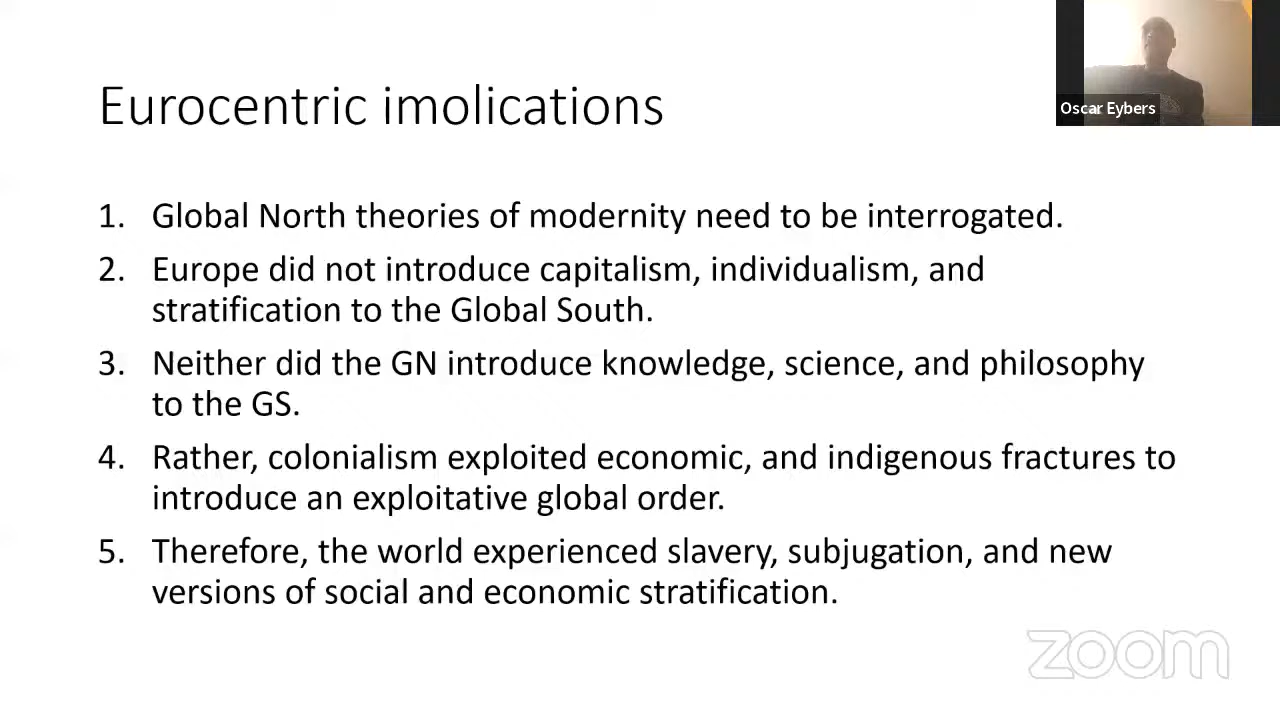 Eurocentric imolications
Oscar Eybers
1. Global North theories of modernity need to be interrogated.
2. Europe did not introduce capitalism, individualism, and
stratification to the Global South.
3. Neither did the GN introduce knowledge, science, and philosophy
to the GS.
4. Rather, colonialism exploited economic, and indigenous fractures to
introduce an exploitative global order.
5. Therefore, the world experienced slavery, subjugation, and new
versions of social and economic stratification.
zoom